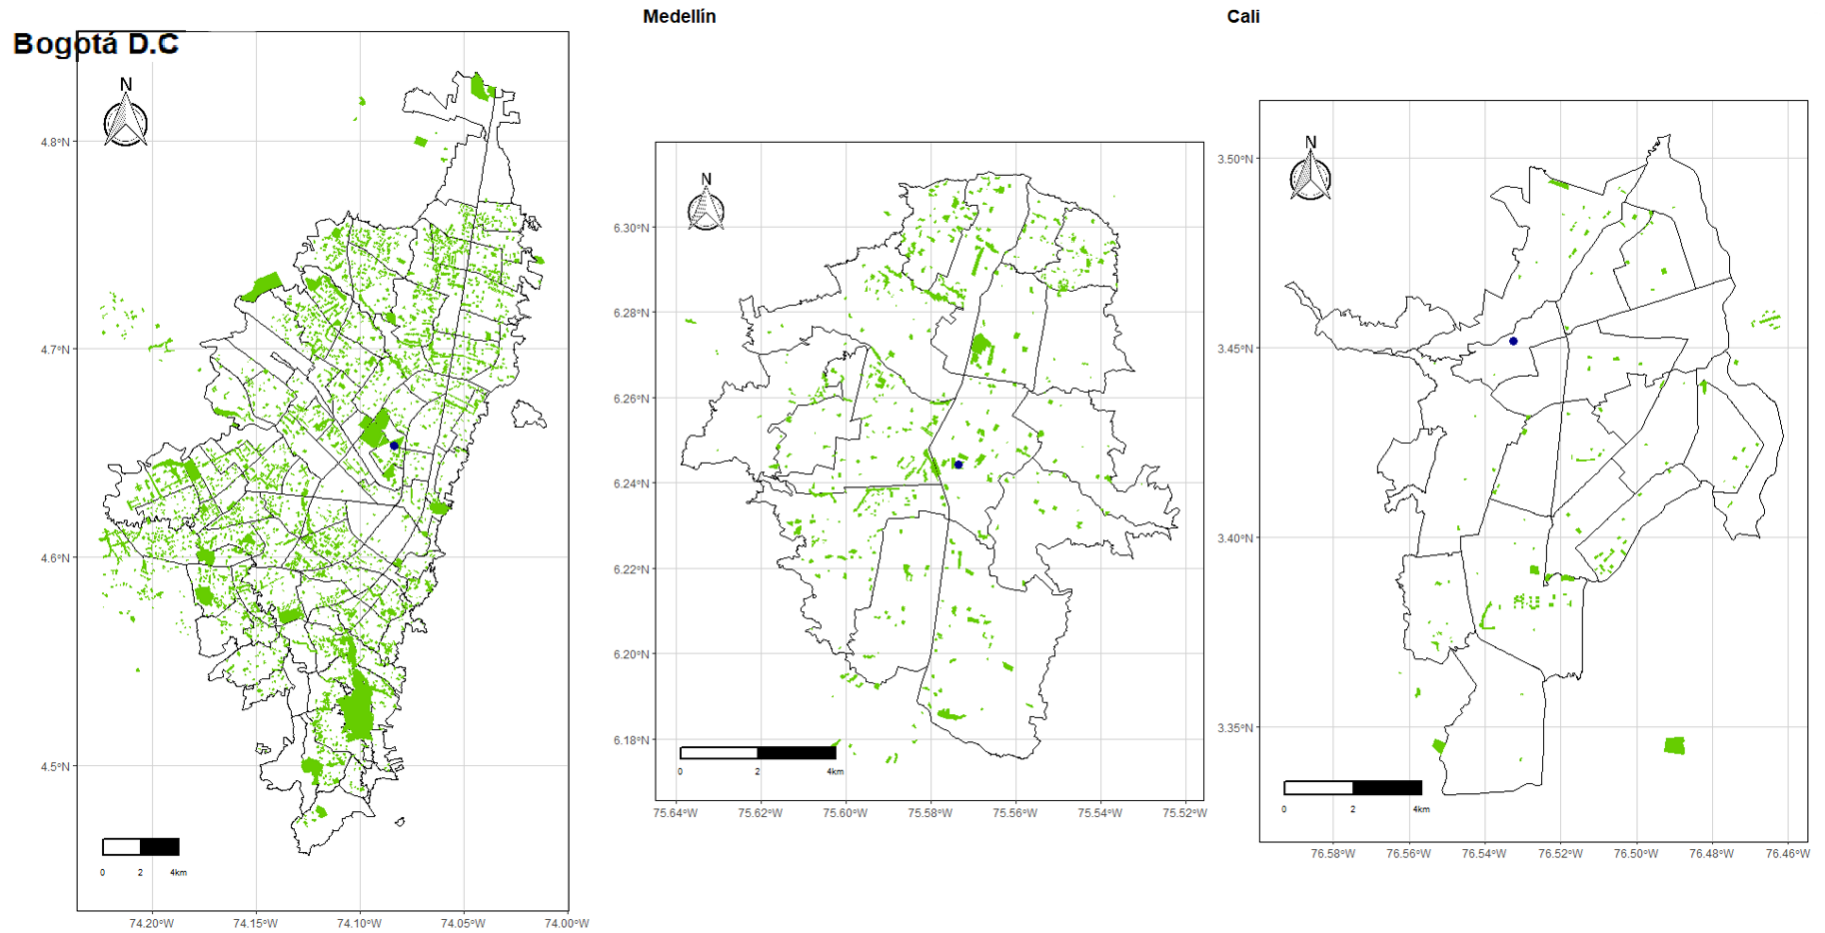 Bogotá D.C
N
4.8°N
4.7°N
4.6°N
4.5°N
0 2 4km
74.20°W 74.15°W 74.10°W 74.05°W 74.00°W
Medellín
N
6.30°N
6.28°N
6.26°N
6.24°N
6.22°N
6.20°N
6.18°N
0 2 4km
75.64°W 75.62°W 75.60°W 75.58°W 75.56°W 75.54°W 75.52°W
Cali
N
3.50°N
3.45°N
3.40°N
3.35°N
0 2 4km
76.58°W 76.56°W 76.54°W 76.52°W 76.50°W 76.48°W 76.46°W